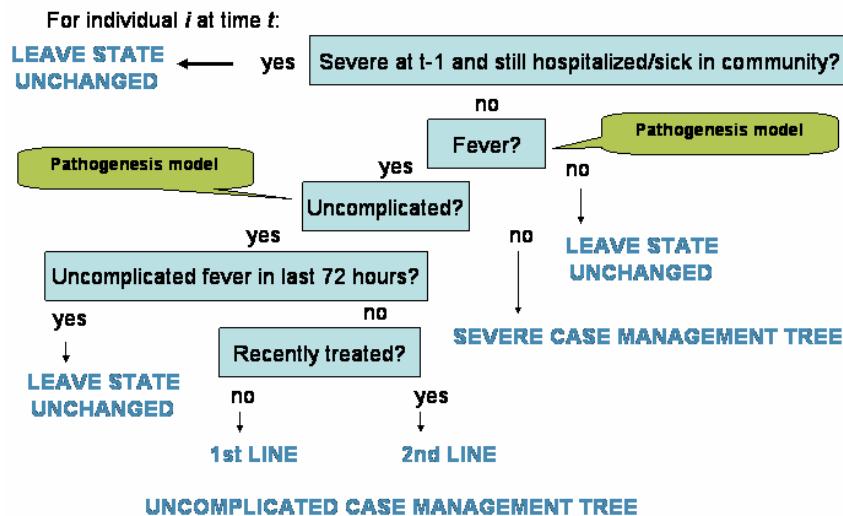 For individual i at time t:
LEAVE STATE
UNCHANGED
yes
Severe at t-1 and still hospitalized/sick in community?
no
Pathogenesis model
Fever?
Pathogenesis model
yes
no
Uncomplicated?
yes
no
LEAVE STATE
UNCHANGED
Uncomplicated fever in last 72 hours?
yes
no
SEVERE CASE MANAGEMENT TREE
Recently treated?
LEAVE STATE
UNCHANGED
no
yes
1st LINE
2nd LINE
UNCOMPLICATED CASE MANAGEMENT TREE